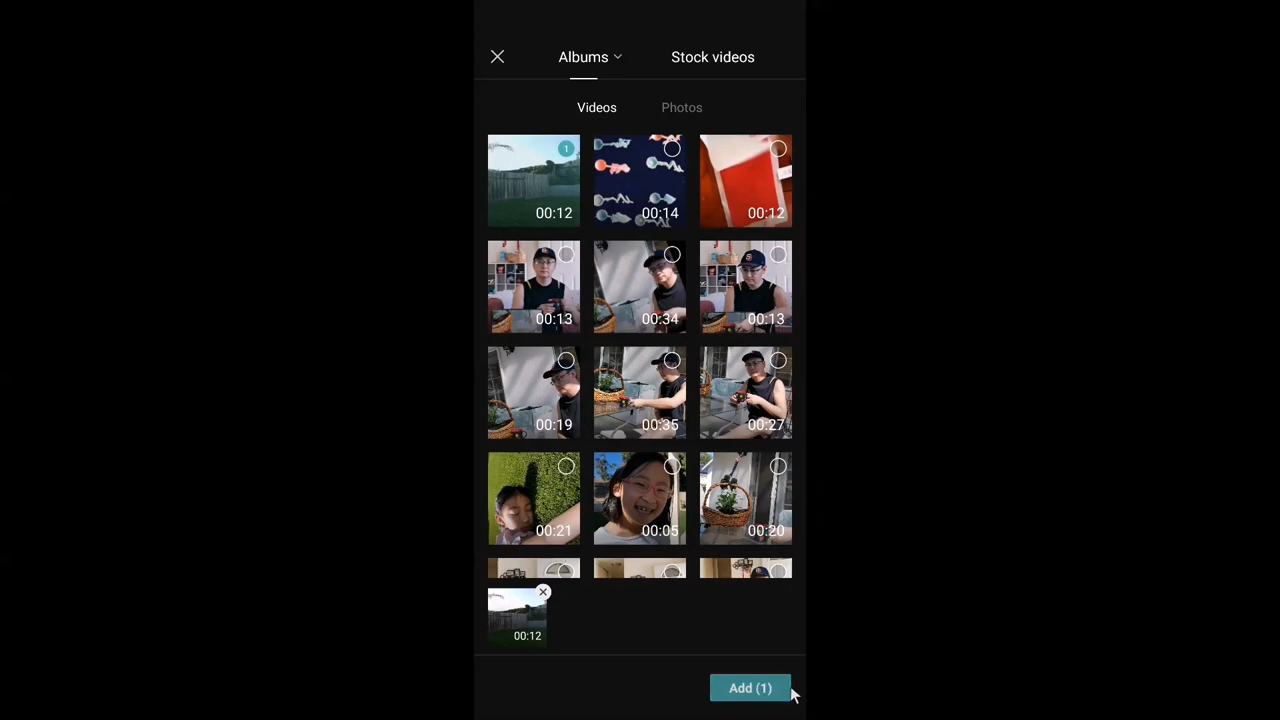 Albums Stock videos
Videos Photos
1
00:12 00:14 00:12
00:13 00:34 00:13
00:19 00:35 00:27
00:21 00:05 00:20
00:12
Add (1)